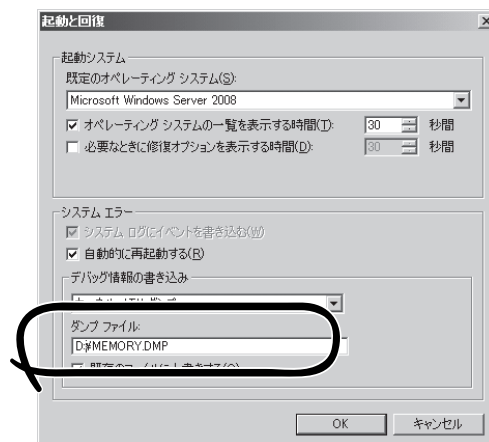 起動と回復
起動システム
既定のオペレーティング システム(S):
Microsoft Windows Server 2008
オペレーティング システムの一覧を表示する時間(T): 30 秒間
必要なときに修復オプションを表示する時間(D): 30 秒間
システム エラー
システム ログにイベントを書き込む(W)
自動的に再起動する(R)
デバッグ情報の書き込み
ダンプ ファイル:
D:¥MEMORY.DMP
OK キャンセル